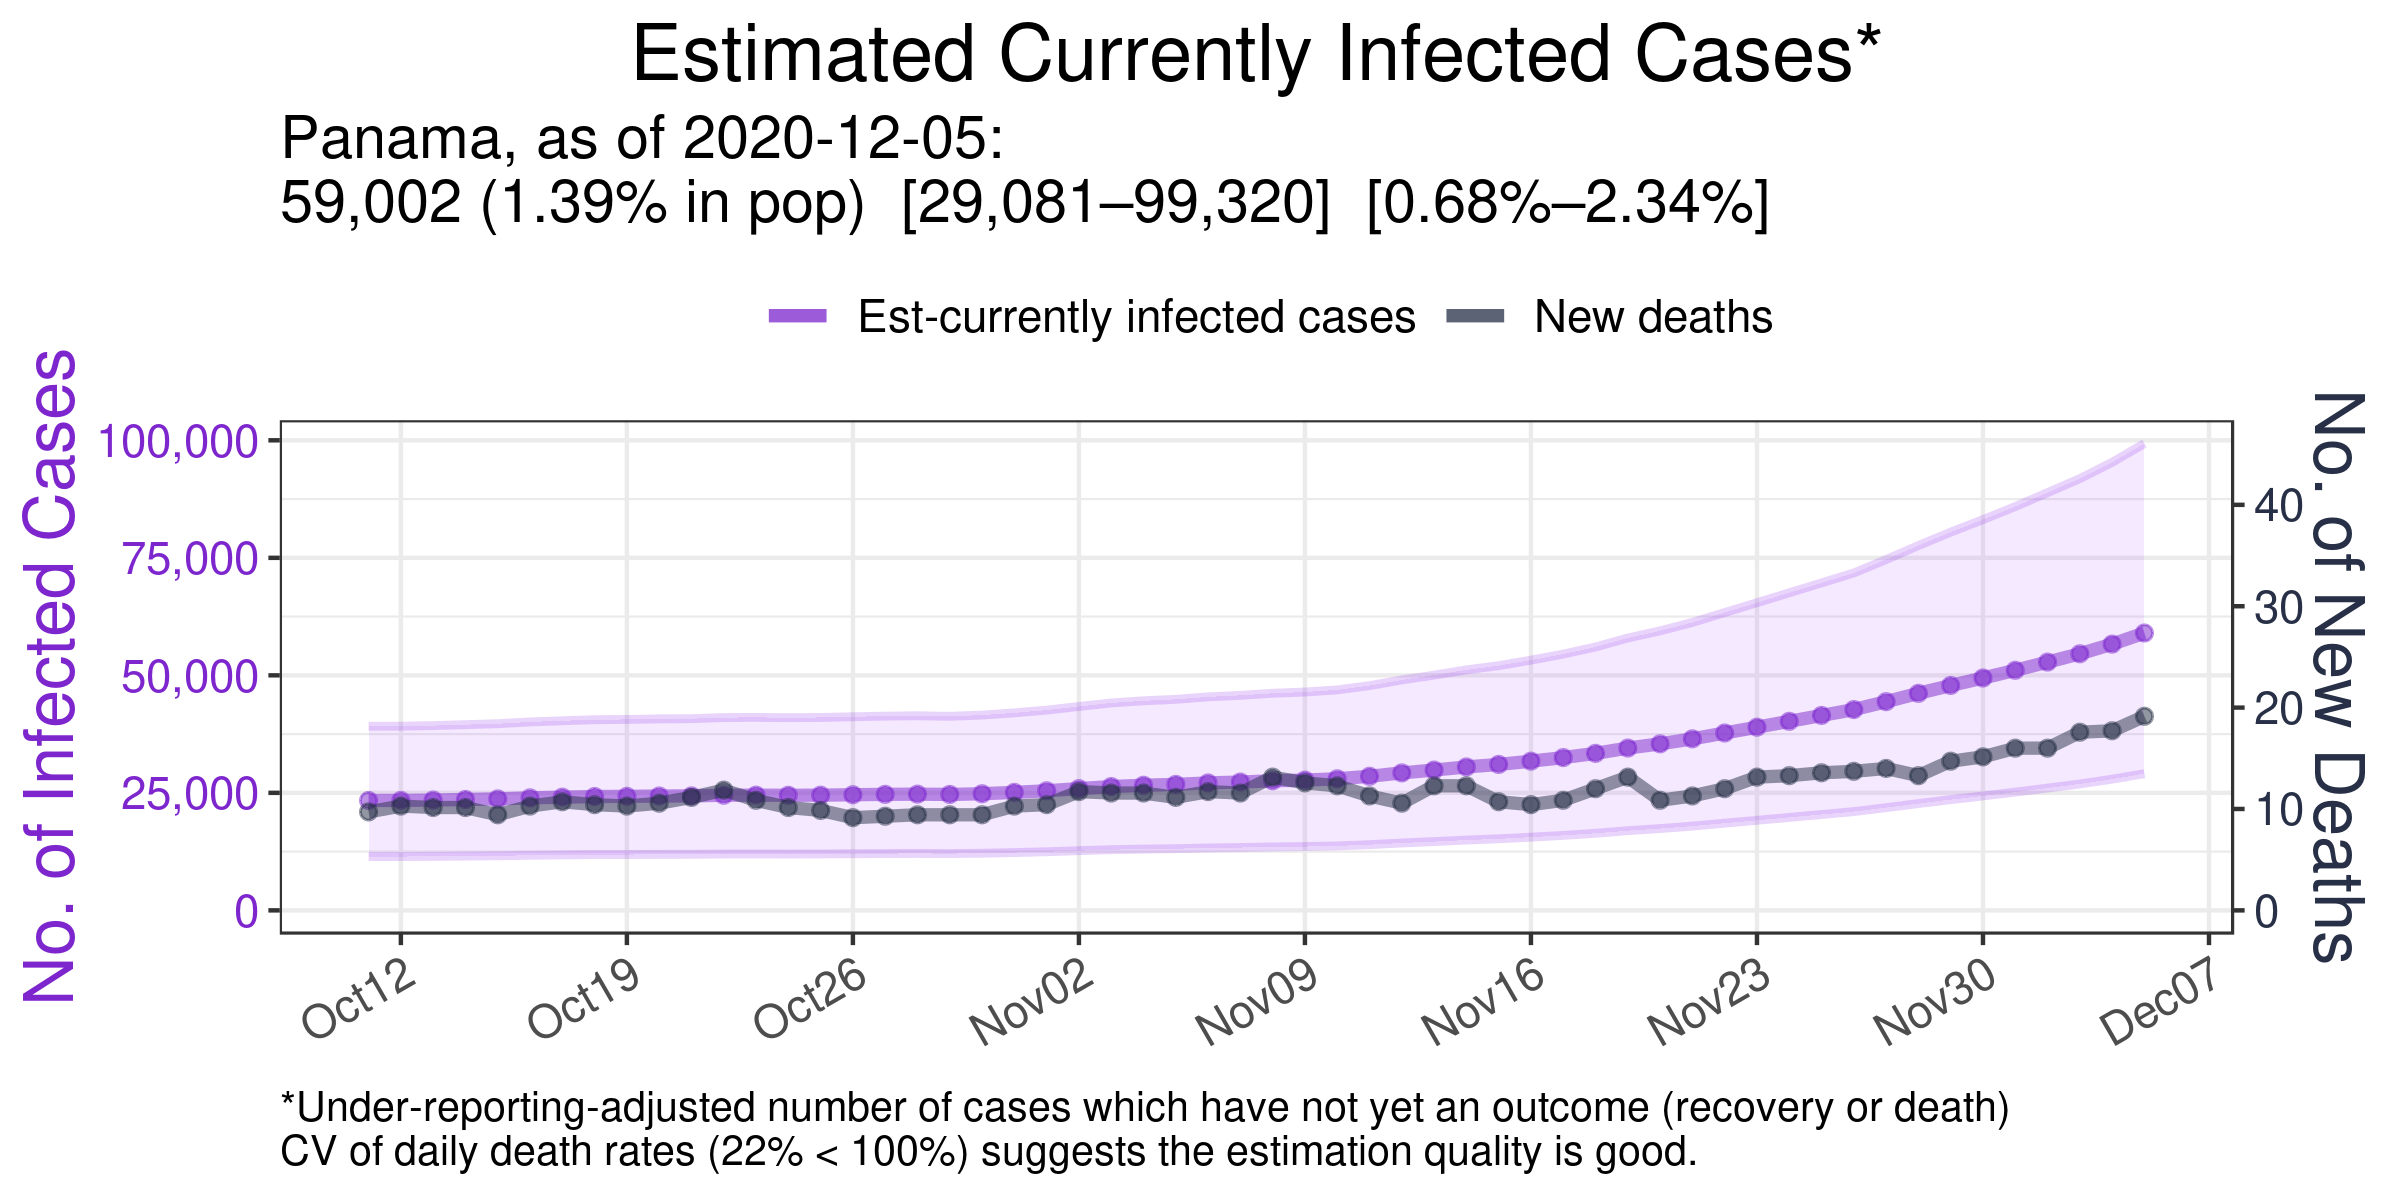 Estimated Currently Infected Cases*
Panama, as of 2020-12-05:
59,002 (1.39% in pop)  [29,081–99,320]  [0.68%–2.34%]
Est-currently infected cases
New deaths
No. of Infected Cases
100,000
75,000
50,000
25,000
0
40
30
20
10
0
No. of New Deaths
Oct12
Oct19
Oct26
Nov02
Nov09
Nov16
Nov23
Nov30
Dec07
*Under-reporting-adjusted number of cases which have not yet an outcome (recovery or death)
CV of daily death rates (22% < 100%) suggests the estimation quality is good.